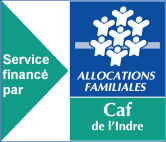 Service
financé
par
ALLOCATIONS
FAMILIALES
Caf
de l'Indre